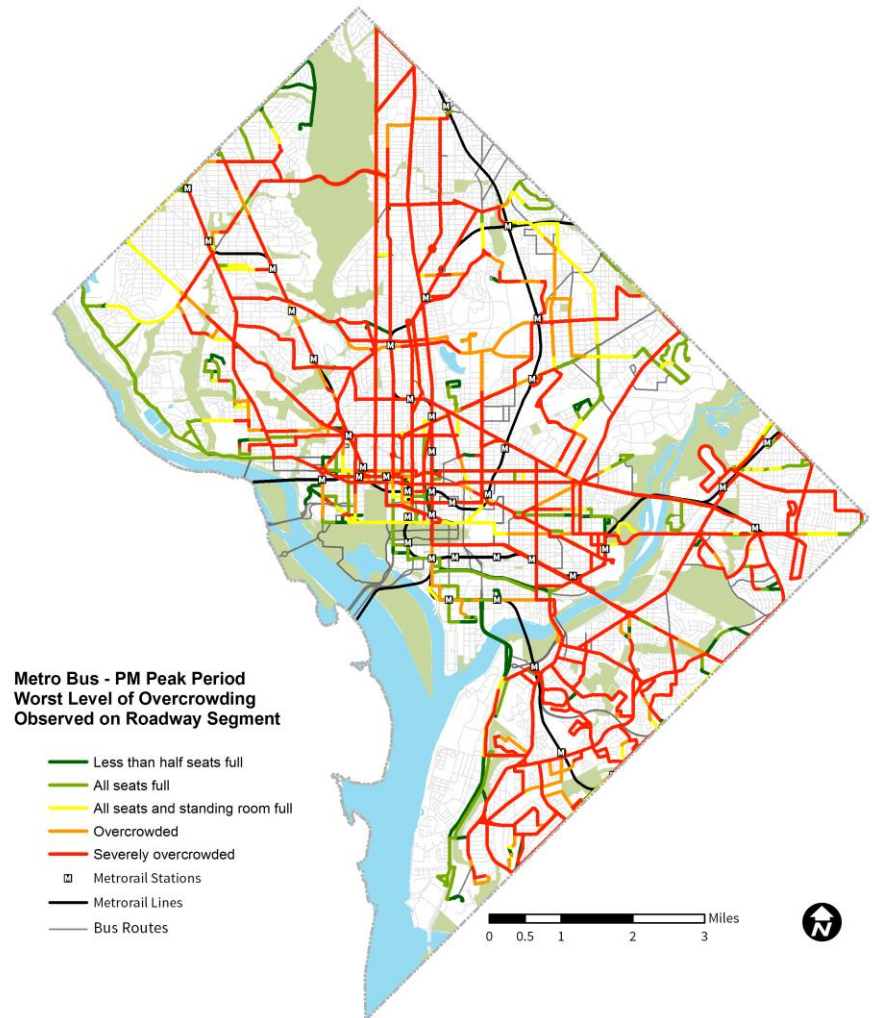 Metro Bus - PM Peak Period
Worst Level of Overcrowding
Observed on Roadway Segment
Less than half seats full
All seats full
All seats and standing room full
Overcrowded
Severely overcrowded
M Metrorail Stations
Metrorail Lines
Bus Routes
Miles
0 0.5 1 2 3
N